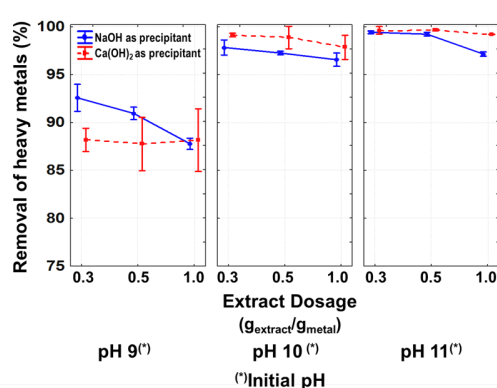 Removal of heavy metals (%)
100
95
90
85
80
75
NaOH as precipitant
Ca(OH)₂ as precipitant
0.3 0.5 1.0 0.3 0.5 1.0 0.3 0.5 1.0
Extract Dosage
(g_extract/g_metal)
pH 9(*) pH 10 (*) pH 11(*)
(*)Initial pH